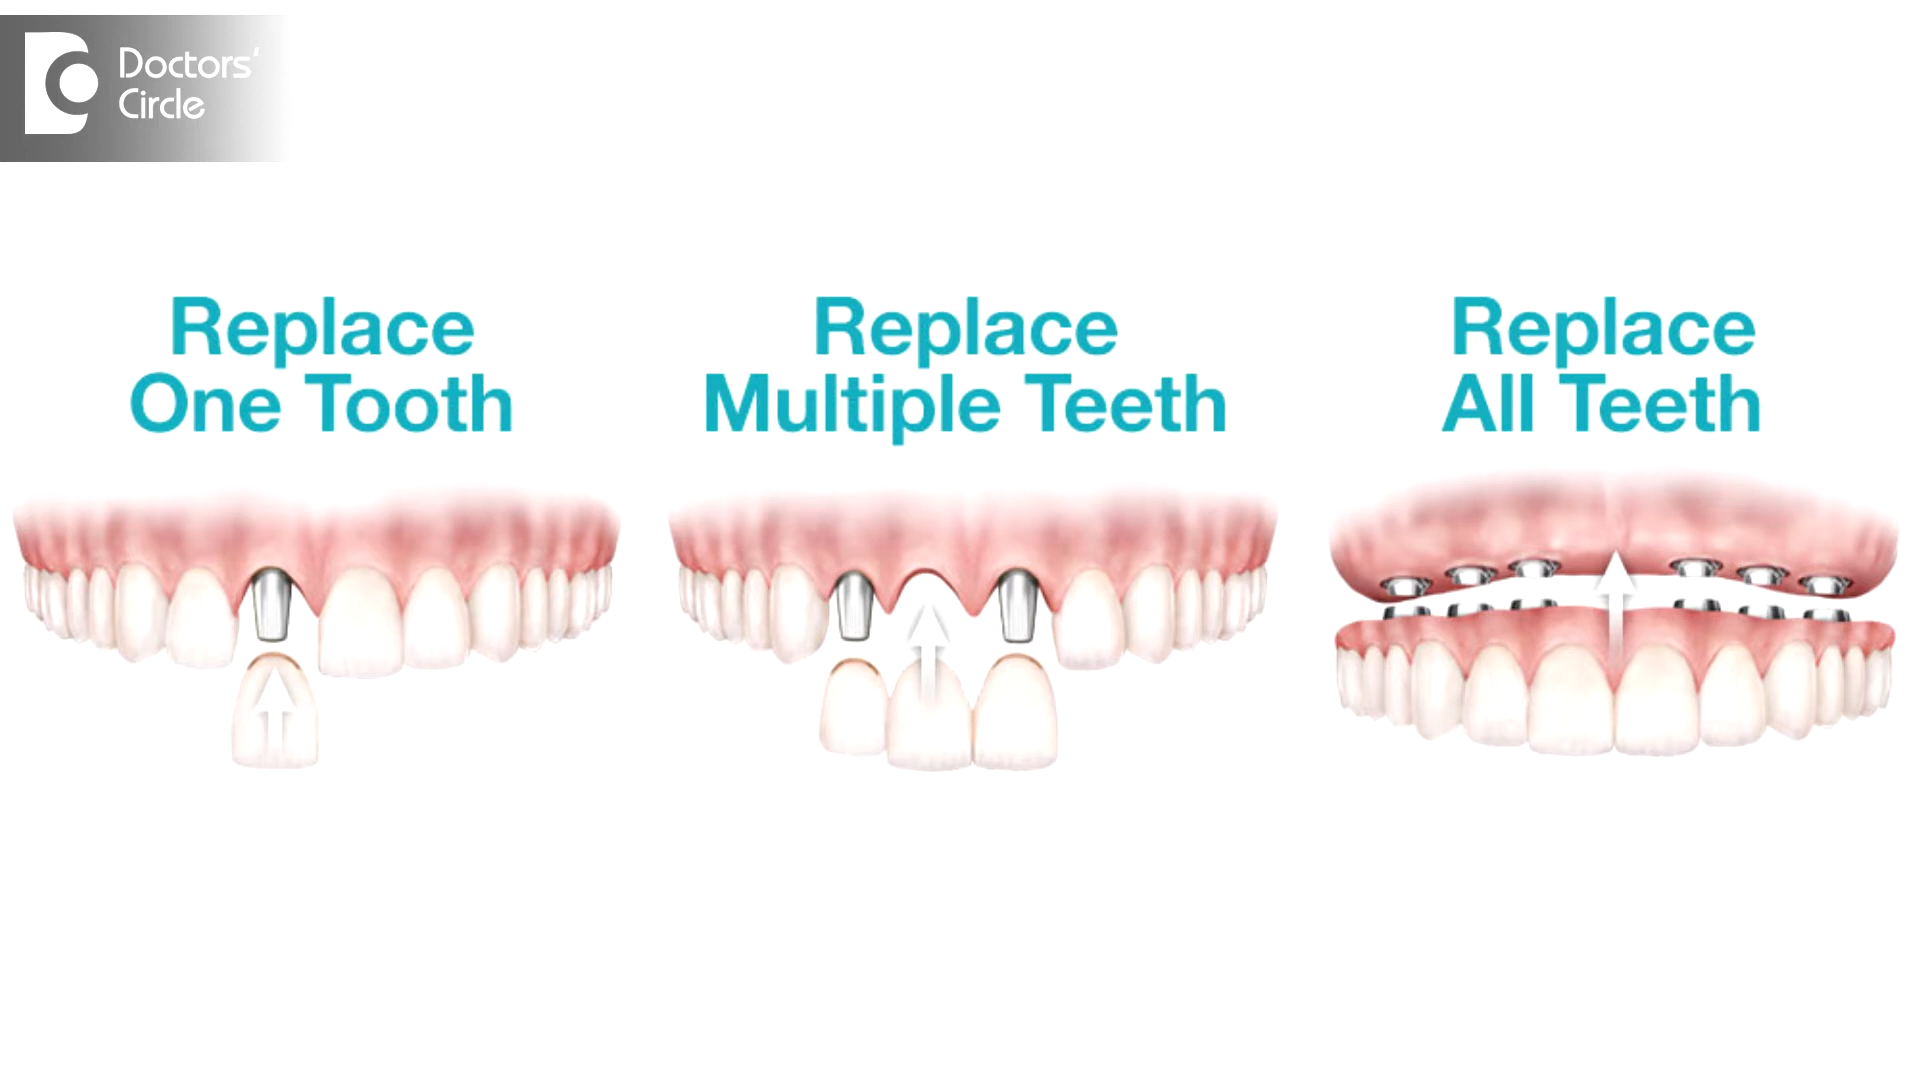 Doctors'
Circle
Replace
One Tooth
Replace
Multiple Teeth
Replace
All Teeth